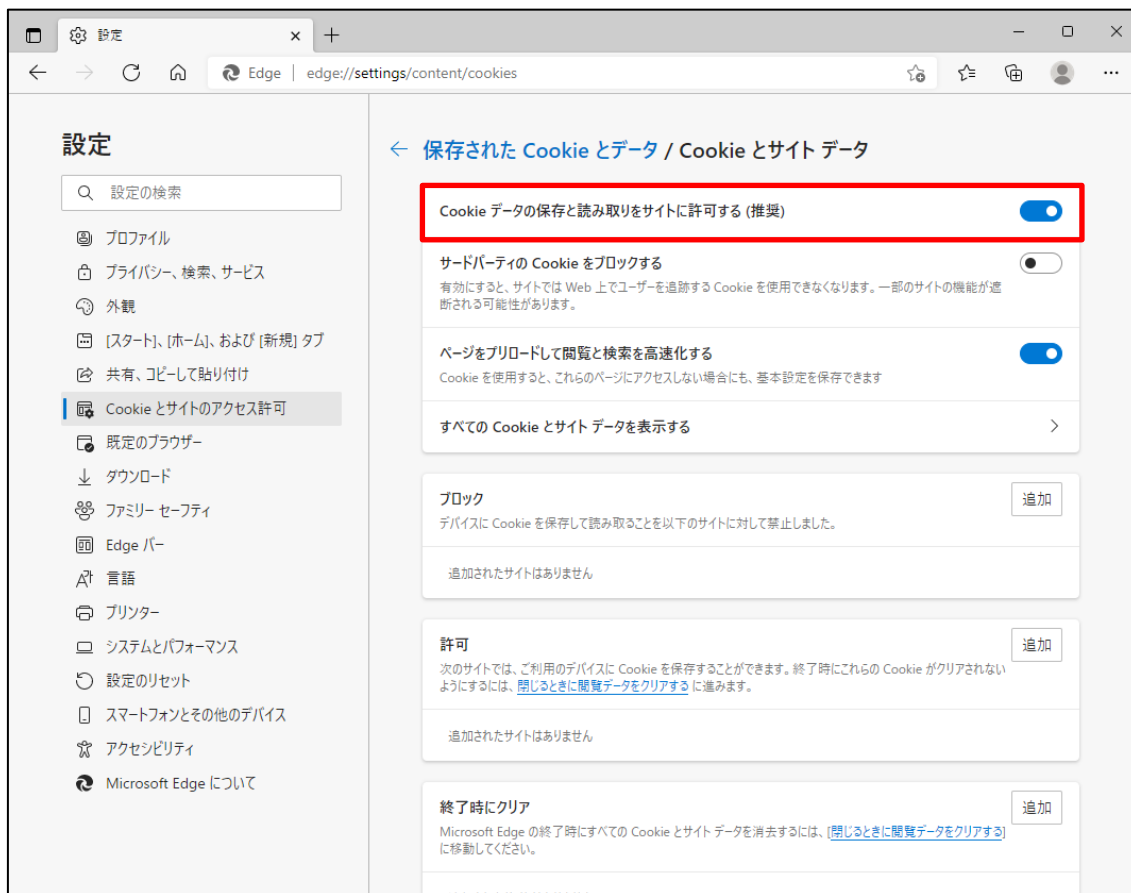 設定
Edge
edge://settings/content/cookies
設定
設定の検索
プロファイル
プライバシー、検索、サービス
外観
[スタート]、[ホーム]、および [新規] タブ
共有、コピーして貼り付け
Cookie とサイトのアクセス許可
既定のブラウザー
ダウンロード
ファミリー セーフティ
Edge バー
言語
プリンター
システムとパフォーマンス
設定のリセット
スマートフォンとその他のデバイス
アクセシビリティ
Microsoft Edge について
保存された Cookie とデータ / Cookie とサイト データ
Cookie データの保存と読み取りをサイトに許可する (推奨)
サードパーティの Cookie をブロックする
有効にすると、サイトでは Web 上でユーザーを追跡する Cookie を使用できなくなります。一部のサイトの機能が遮
断される可能性があります。
ページをプリロードして閲覧と検索を高速化する
Cookie を使用すると、これらのページにアクセスしない場合にも、基本設定を保存できます
すべての Cookie とサイト データを表示する
ブロック
追加
デバイスに Cookie を保存して読み取ることを以下のサイトに対して禁止しました。
追加されたサイトはありません
許可
追加
次のサイトでは、ご利用のデバイスに Cookie を保存することができます。終了時にこれらの Cookie がクリアされない
ようにするには、閉じるときに閲覧データをクリアする に進みます。
追加されたサイトはありません
終了時にクリア
追加
Microsoft Edge の終了時にすべての Cookie とサイト データを消去するには、[閉じるときに閲覧データをクリアする]
に移動してください。